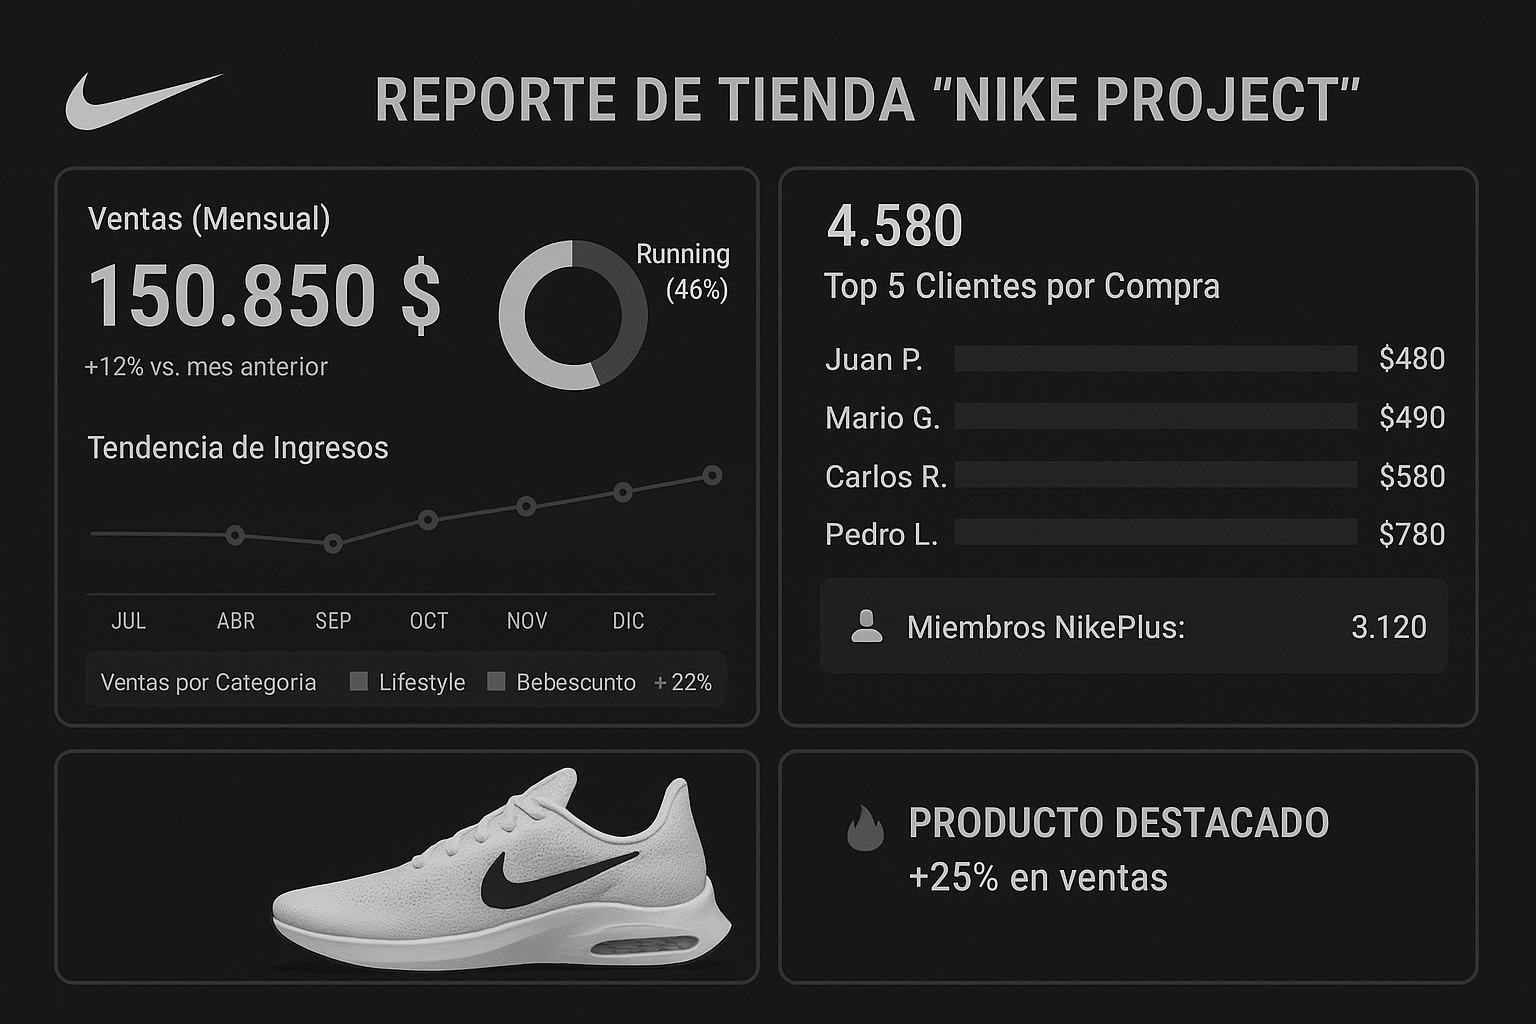 REPORTE DE TIENDA “NIKE PROJECT”
Ventas (Mensual)
150.850 $
+12% vs. mes anterior
Running
(46%)
Tendencia de Ingresos
JUL ABR SEP OCT NOV DIC
Ventas por Categoria Lifestyle Bebescunto + 22%
4.580
Top 5 Clientes por Compra
Juan P. $480
Mario G. $490
Carlos R. $580
Pedro L. $780
Miembros NikePlus: 3.120
PRODUCTO DESTACADO
+25% en ventas